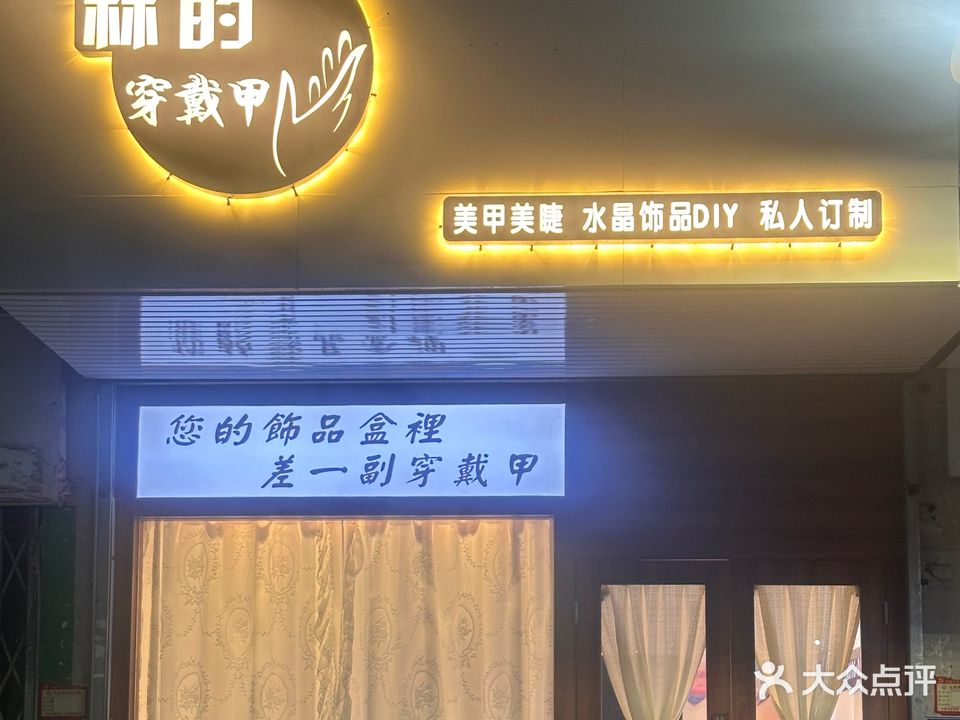 的
穿戴甲
美甲美睫 水晶饰品DIY 私人订制
您的飾品盒裡
差一副穿戴甲
大众点评